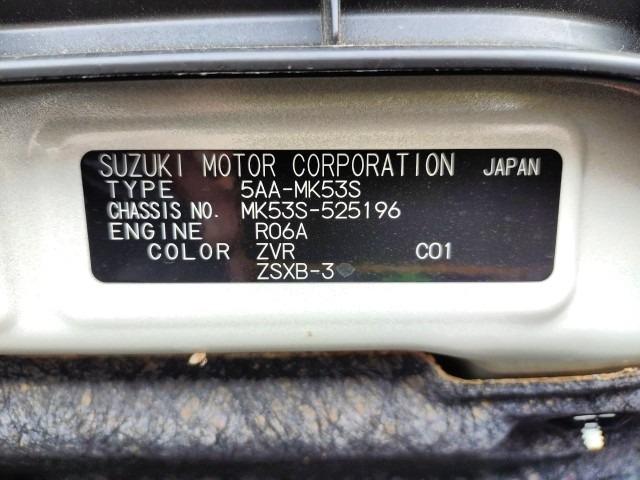 SUZUKI MOTOR CORPORATION JAPAN
TYPE 5AA-MK53S
CHASSIS NO. MK53S-525196
ENGINE R06A
COLOR ZVR C01
ZSXB-3